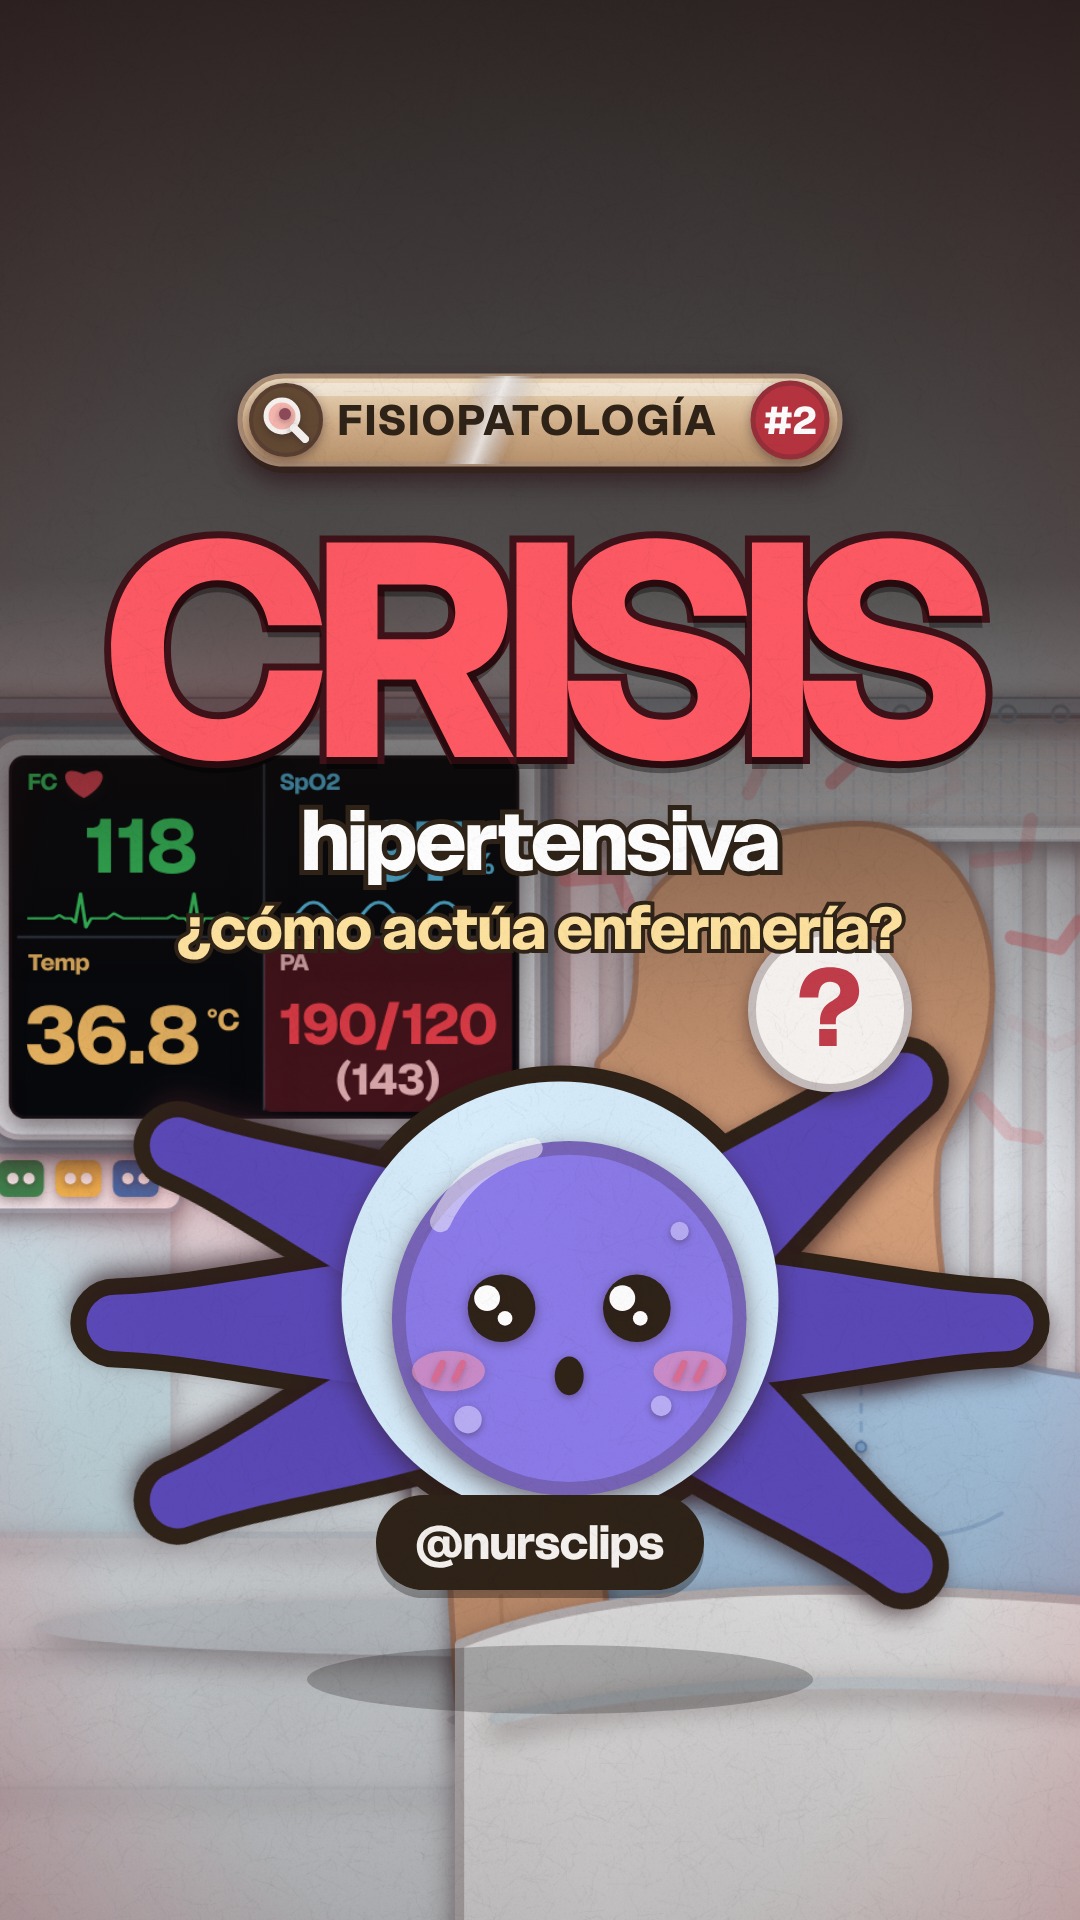 FISIOPATOLOGÍA #2
CRISIS
hipertensiva
¿cómo actúa enfermería?
FC
118
SpO2
Temp
36.8 °C
PA
190/120
(143)
?
@nursclips